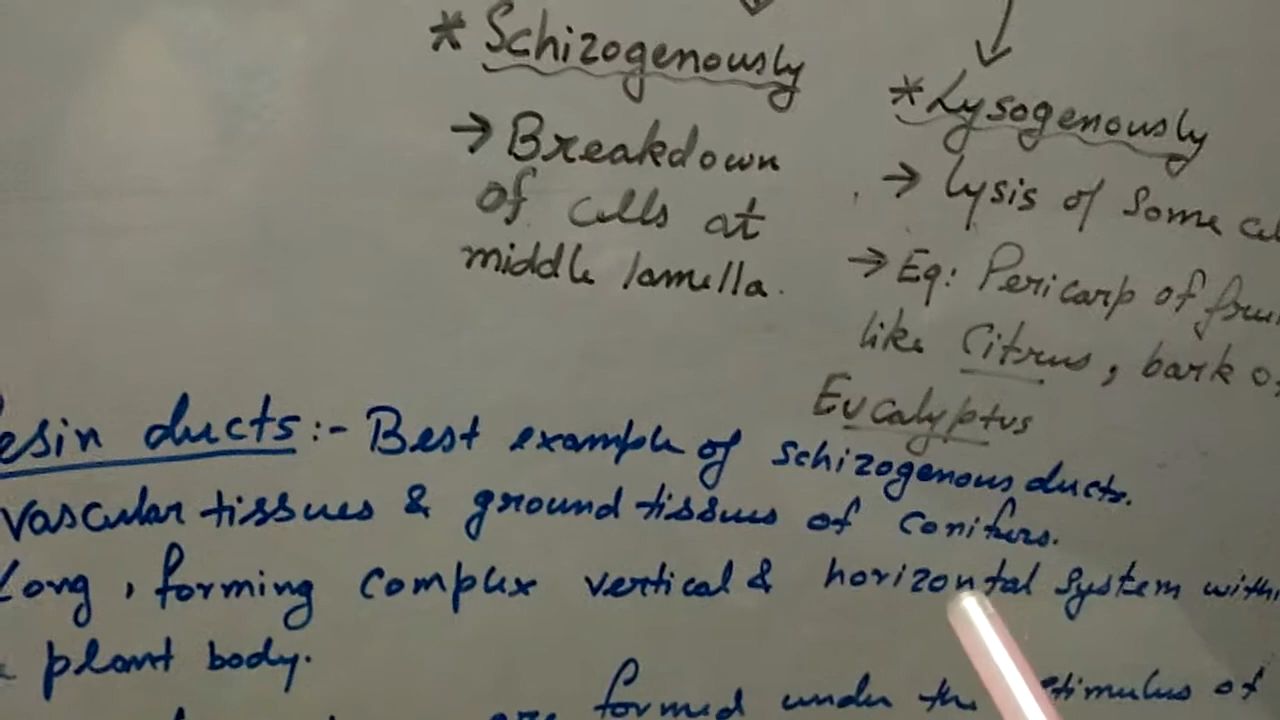 * Schizogenously
→ Breakdown
of cells at
middle lamella.
* Lysogenously
→ Lysis of Some
→ Eg: Pericarp of
like Citrus, bark
Eucalyptus
ducts:- Best example of schizogenous ducts.
vascular tissues & ground tissues of conifers.
Long, forming complex vertical & horizontal system
plant body.
formed under the stimulus of